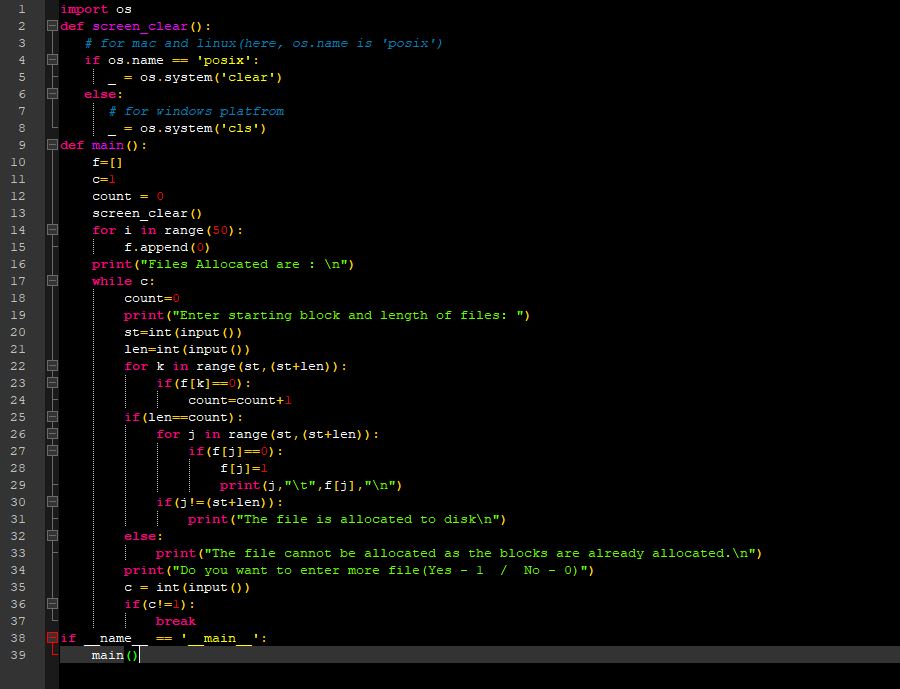 1 import os
2 def screen_clear():
3    # for mac and linux(here, os.name is 'posix')
4    if os.name == 'posix':
5       _ = os.system('clear')
6    else:
7       # for windows platfrom
8       _ = os.system('cls')
9 def main():
10     f=[]
11     c=1
12     count = 0
13     screen_clear()
14     for i in range(50):
15         f.append(0)
16     print("Files Allocated are : \n")
17     while c:
18         count=0
19         print("Enter starting block and length of files: ")
20         st=int(input())
21         len=int(input())
22         for k in range(st,(st+len)):
23             if(f[k]==0):
24                 count=count+1
25         if(len==count):
26             for j in range(st,(st+len)):
27                 if(f[j]==0):
28                     f[j]=1
29                     print(j,"\t",f[j],"\n")
30             if(j!=(st+len)):
31                 print("The file is allocated to disk\n")
32         else:
33             print("The file cannot be allocated as the blocks are already allocated.\n")
34         print("Do you want to enter more file(Yes - 1  /  No - 0)")
35         c = int(input())
36         if(c!=1):
37             break
38 if __name__ == '__main__':
39     main()